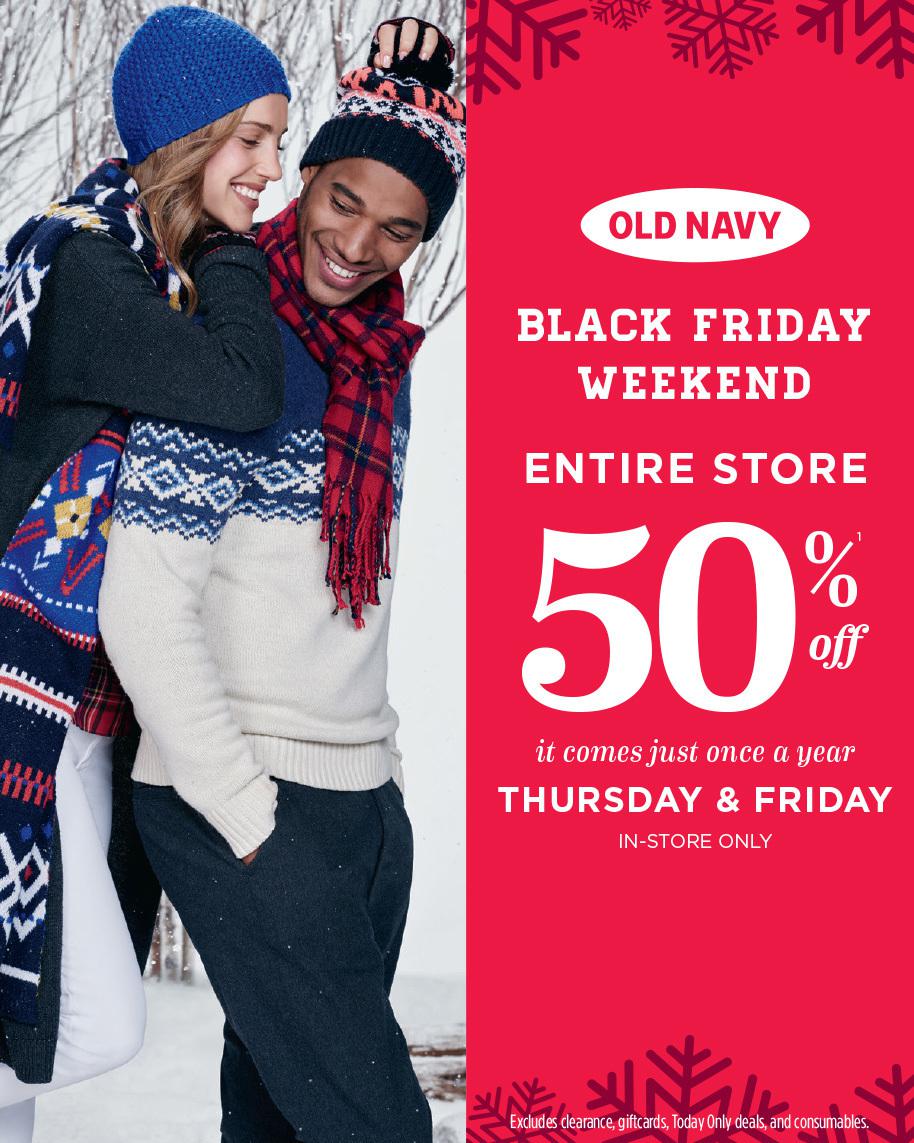 OLD NAVY
BLACK FRIDAY
WEEKEND
ENTIRE STORE
50%¹
off
it comes just once a year
THURSDAY & FRIDAY
IN-STORE ONLY
Excludes clearance, giftcards, Today Only deals, and consumables.